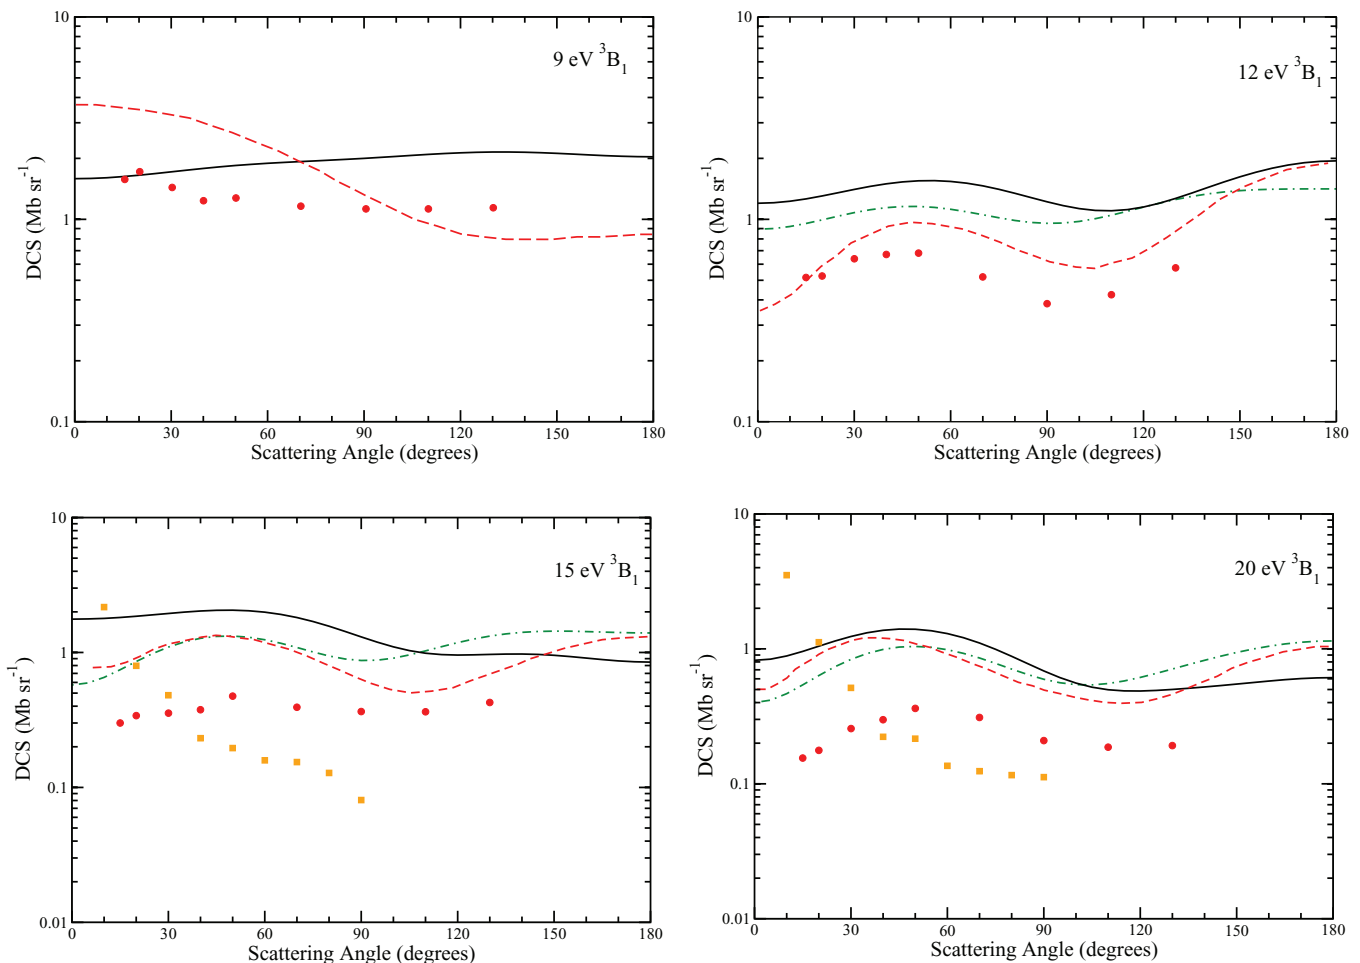 10
9 eV ³B₁
DCS (Mb sr⁻¹)
1
0.1
0 30 60 90 120 150 180
Scattering Angle (degrees)
10
12 eV ³B₁
DCS (Mb sr⁻¹)
1
0.1
0 30 60 90 120 150 180
Scattering Angle (degrees)
10
15 eV ³B₁
DCS (Mb sr⁻¹)
1
0.1
0.01
0 30 60 90 120 150 180
Scattering Angle (degrees)
10
20 eV ³B₁
DCS (Mb sr⁻¹)
1
0.1
0.01
0 30 60 90 120 150 180
Scattering Angle (degrees)